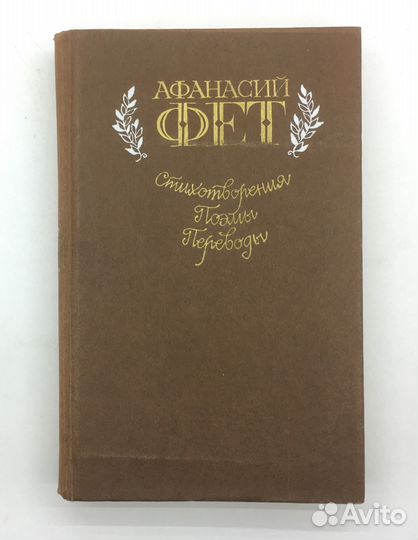 АФАНАСИЙ
ФЕТ
Стихотворения
Поэмы
Переводы
Avito